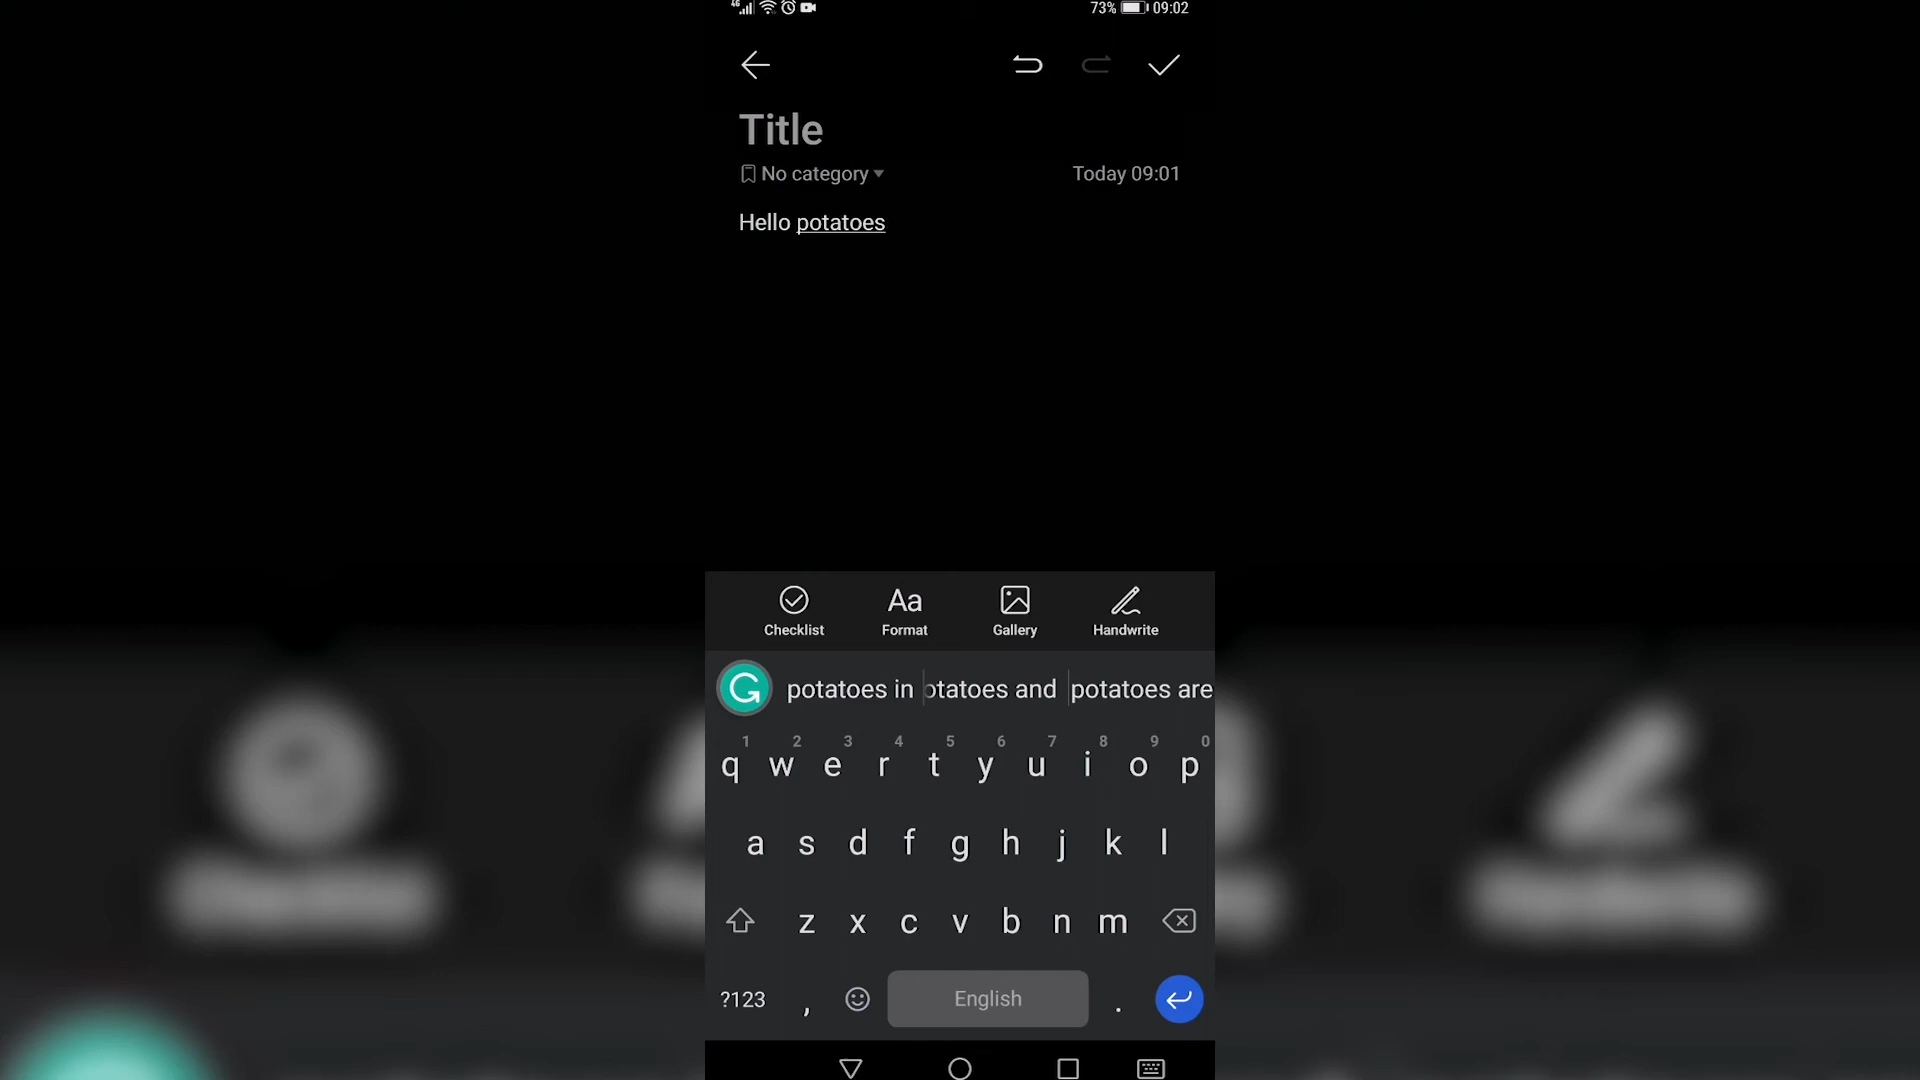 4G 73% 09:02
Title
No category Today 09:01
Hello potatoes
Checklist Format Gallery Handwrite
potatoes in otatoes and potatoes are
1 2 3 4 5 6 7 8 9 0
q w e r t y u i o p
a s d f g h j k l
z x c v b n m
?123 , English .